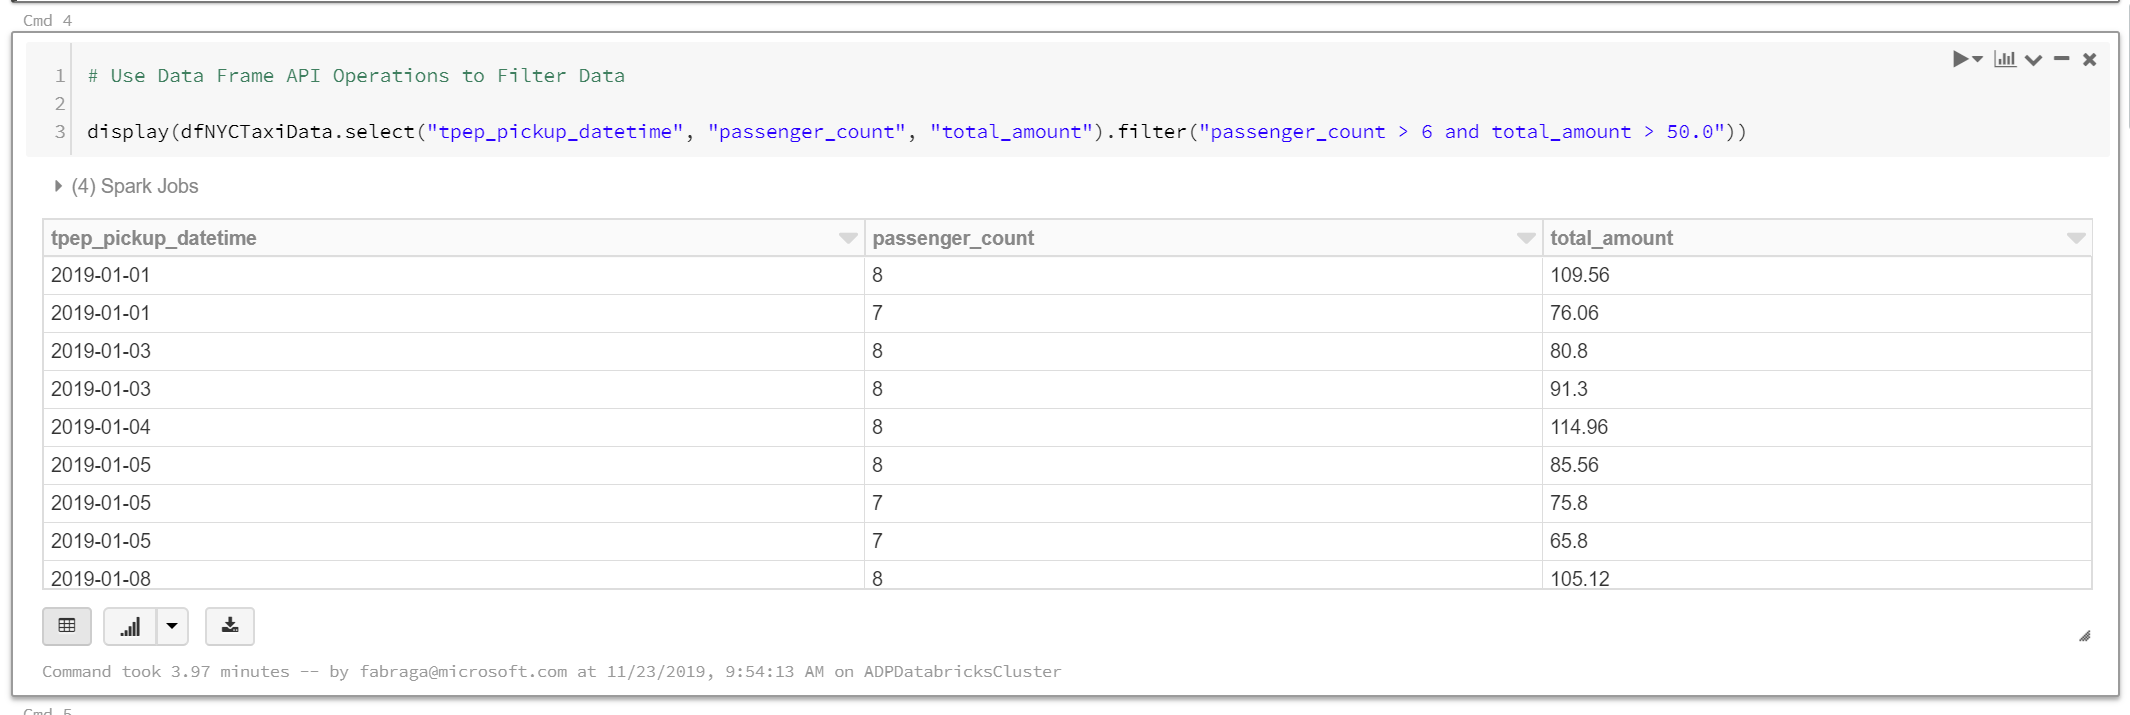 Cmd 4
1 # Use Data Frame API Operations to Filter Data
2
3 display(dfNYCTaxiData.select("tpep_pickup_datetime", "passenger_count", "total_amount").filter("passenger_count > 6 and total_amount > 50.0"))
(4) Spark Jobs
tpep_pickup_datetime passenger_count total_amount
2019-01-01 8 109.56
2019-01-01 7 76.06
2019-01-03 8 80.8
2019-01-03 8 91.3
2019-01-04 8 114.96
2019-01-05 8 85.56
2019-01-05 7 75.8
2019-01-05 7 65.8
2019-01-08 8 105.12
Command took 3.97 minutes -- by fabraga@microsoft.com at 11/23/2019, 9:54:13 AM on ADPDatabricksCluster
Cmd 5